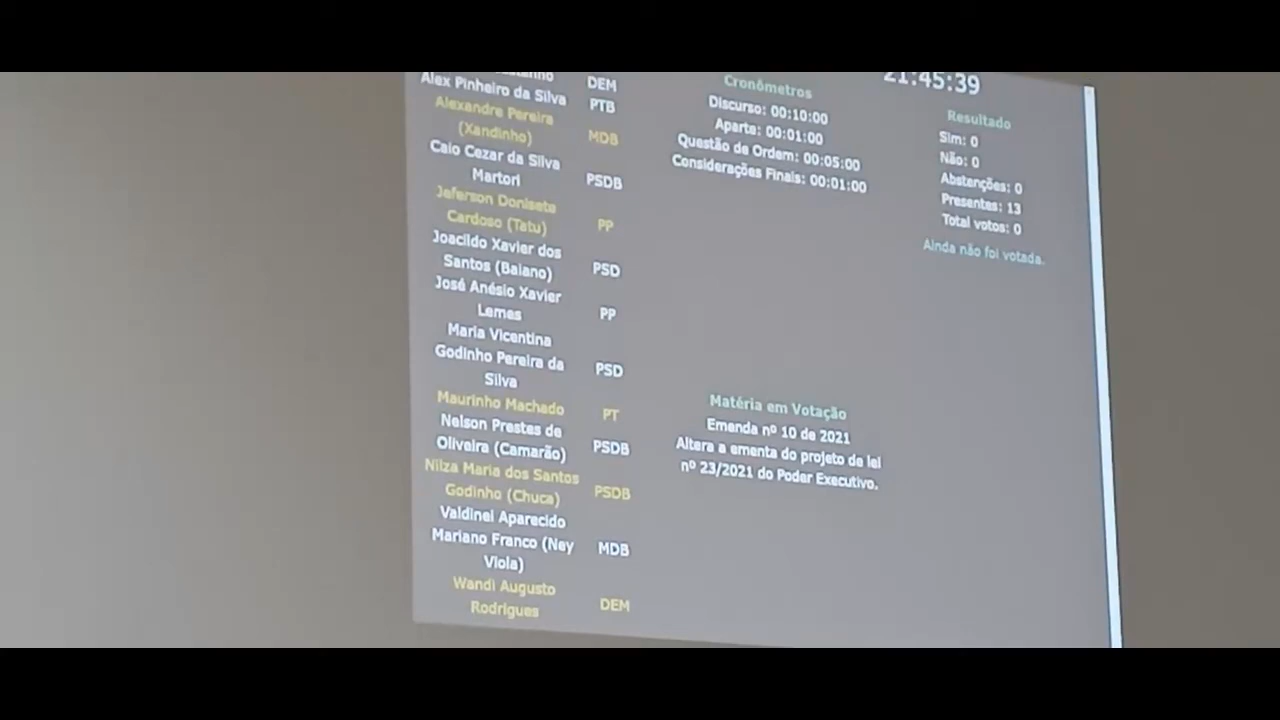 DEM
Alex Pinheiro da Silva PTB
Alexandre Pereira
(Xandinho) MDB
Caio Cezar da Silva
Martori PSDB
Jeferson Donisete
Cardoso (Tatu) PP
Joacildo Xavier dos
Santos (Baiano) PSD
José Anésio Xavier
Lemes PP
Maria Vicentina
Godinho Pereira da
Silva PSD
Maurinho Machado PT
Nelson Prestes de
Oliveira (Camarão) PSDB
Nilza Maria dos Santos
Godinho (Chuca) PSDB
Valdinei Aparecido
Mariano Franco (Ney
Viola) MDB
Wandi Augusto
Rodrigues DEM
Cronômetros
Discurso: 00:10:00
Aparte: 00:01:00
Questão de Ordem: 00:05:00
Considerações Finais: 00:01:00
Matéria em Votação
Emenda nº 10 de 2021
Altera a ementa do projeto de lei
nº 23/2021 do Poder Executivo.
21:45:39
Resultado
Sim: 0
Não: 0
Abstenções: 0
Presentes: 13
Total votos: 0
Ainda não foi votada.